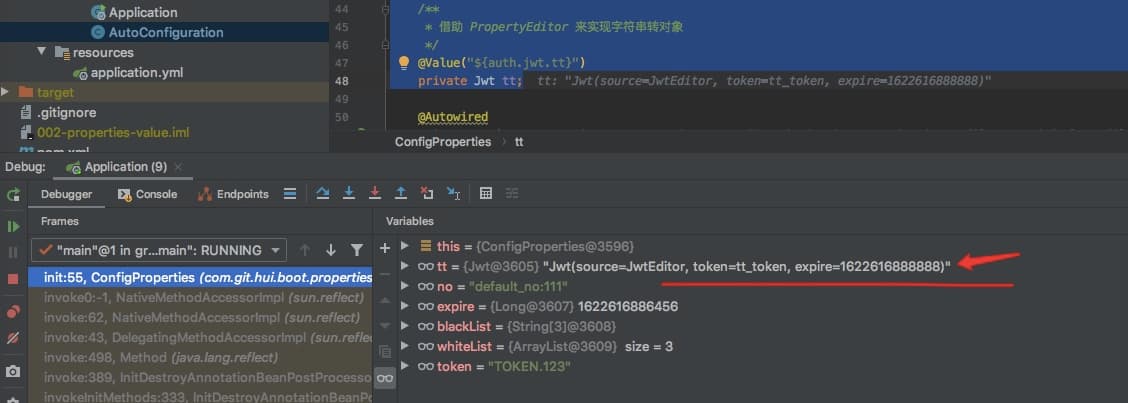 Application
AutoConfiguration
resources
application.yml
target
.gitignore
002-properties-value.iml
pom.xml
44 /**
45 * 借助 PropertyEditor 来实现字符串转对象
46 */
47 @Value("${auth.jwt.tt}")
48 private Jwt tt; tt: "Jwt(source=JwtEditor, token=tt_token, expire=1622616888888)"
49
50 @Autowired
ConfigProperties › tt
Debug: Application (9) ×
Debugger Console Endpoints
Frames
"main"@1 in gr...main": RUNNING
init:55, ConfigProperties (com.git.hui.boot.properties
invoke0:-1, NativeMethodAccessorImpl (sun.reflect)
invoke:62, NativeMethodAccessorImpl (sun.reflect)
invoke:43, DelegatingMethodAccessorImpl (sun.reflect)
invoke:498, Method (java.lang.reflect)
invoke:389, InitDestroyAnnotationBeanPostProcesso
invokeInitMethods:333, InitDestroyAnnotationBeanPo
Variables
this = {ConfigProperties@3596}
tt = {Jwt@3605} "Jwt(source=JwtEditor, token=tt_token, expire=1622616888888)"
no = "default_no:111"
expire = {Long@3607} 1622616886456
blackList = {String[3]@3608}
whiteList = {ArrayList@3609} size = 3
token = "TOKEN.123"